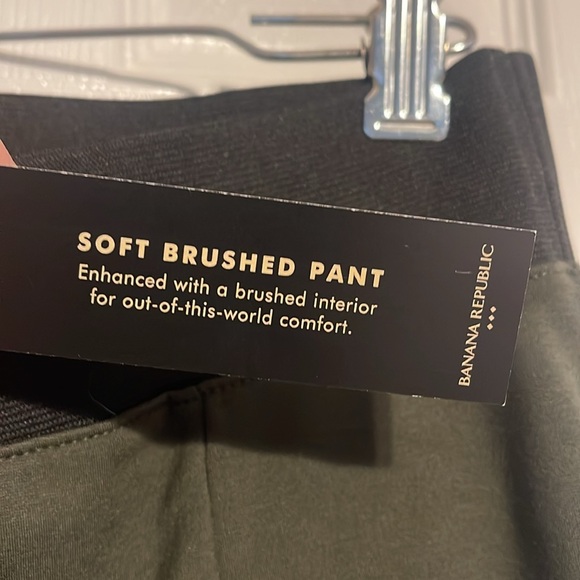 SOFT BRUSHED PANT
Enhanced with a brushed interior
for out-of-this-world comfort.
BANANA REPUBLIC